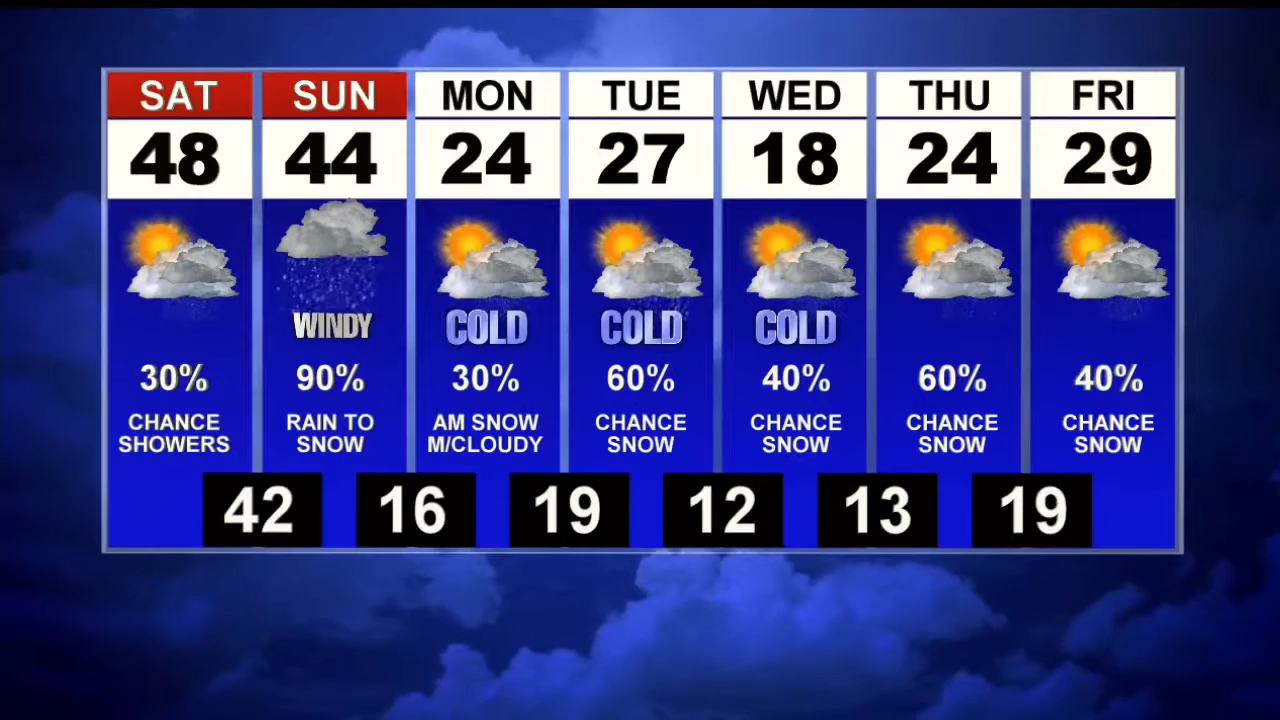 SAT SUN MON TUE WED THU FRI
48 44 24 27 18 24 29
WINDY COLD COLD COLD
30% 90% 30% 60% 40% 60% 40%
CHANCE RAIN TO AM SNOW CHANCE CHANCE CHANCE CHANCE
SHOWERS SNOW M/CLOUDY SNOW SNOW SNOW SNOW
42 16 19 12 13 19